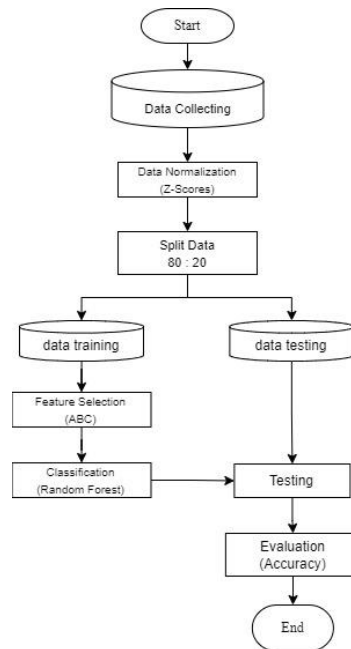 Start
Data Collecting
Data Normalization
(Z-Scores)
Split Data
80 : 20
data training
data testing
Feature Selection
(ABC)
Classification
(Random Forest)
Testing
Evaluation
(Accuracy)
End